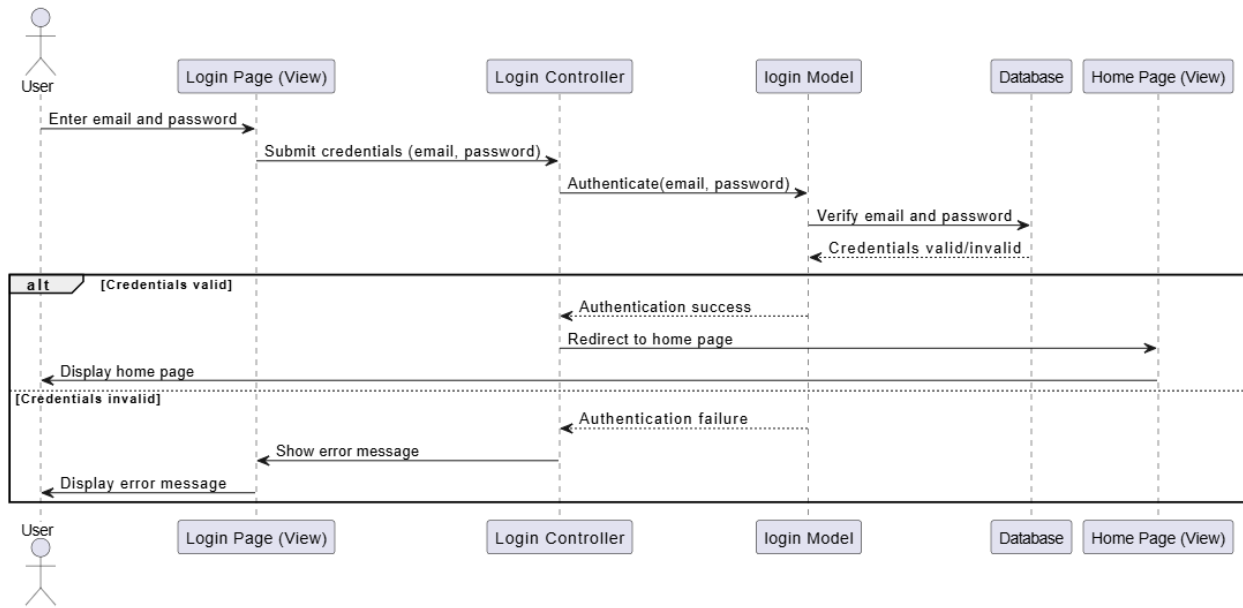 User
Login Page (View)
Login Controller
login Model
Database
Home Page (View)
Enter email and password
Submit credentials (email, password)
Authenticate(email, password)
Verify email and password
Credentials valid/invalid
alt [Credentials valid]
Authentication success
Redirect to home page
Display home page
[Credentials invalid]
Authentication failure
Show error message
Display error message
User
Login Page (View)
Login Controller
login Model
Database
Home Page (View)